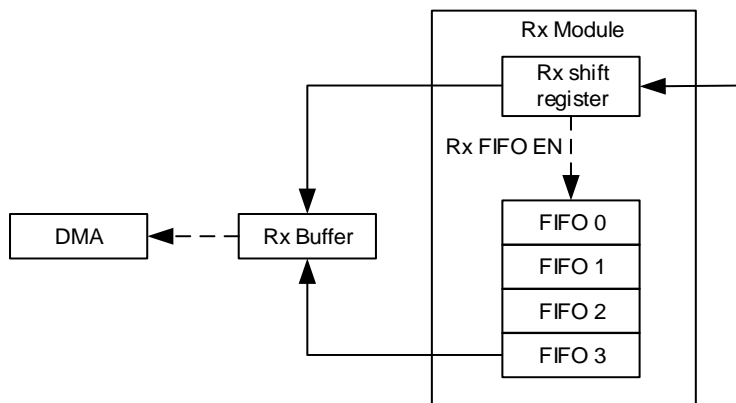 Rx Module
Rx shift
register
Rx FIFO EN
DMA
Rx Buffer
FIFO 0
FIFO 1
FIFO 2
FIFO 3